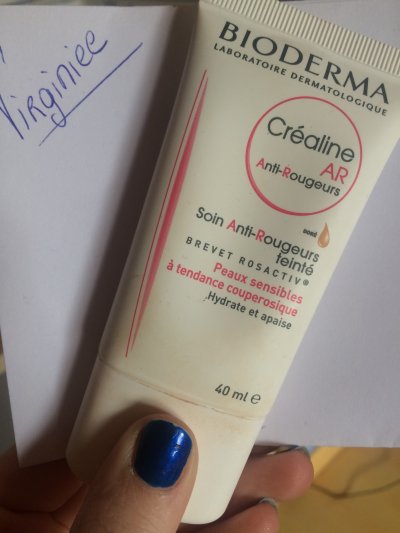 Virginiee
BIODERMA
LABORATOIRE DERMATOLOGIQUE
Créaline
AR
Anti-Rougeurs
DORÉ
Soin Anti-Rougeurs
teinté
BREVET ROSACTIV®
Peaux sensibles
à tendance couperosique
Hydrate et apaise
40 ml e